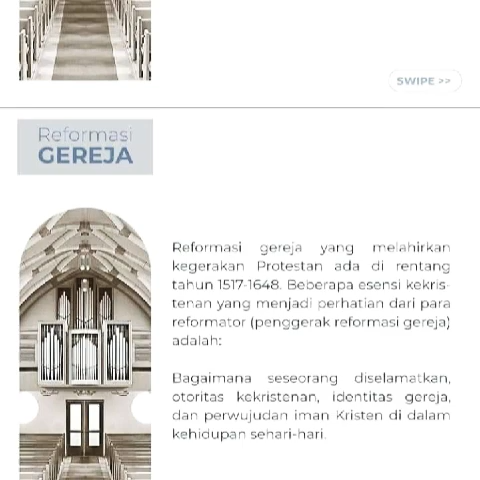 SWIPE >>
Reformasi
GEREJA
Reformasi gereja yang melahirkan
kegerakan Protestan ada di rentang
tahun 1517-1648. Beberapa esensi kekris-
tenan yang menjadi perhatian dari para
reformator (penggerak reformasi gereja)
adalah:
Bagaimana seseorang diselamatkan,
otoritas kekristenan, identitas gereja,
dan perwujudan iman Kristen di dalam
kehidupan sehari-hari.